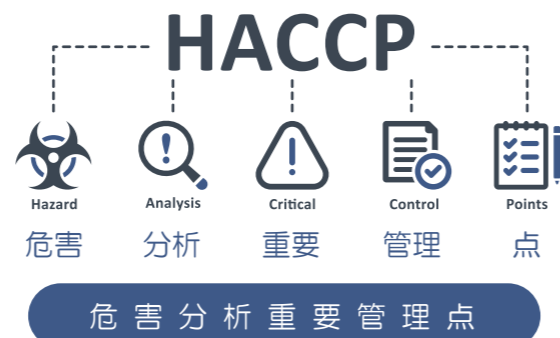 HACCP
Hazard Analysis Critical Control Points
危害 分析 重要 管理 点
危害分析重要管理点